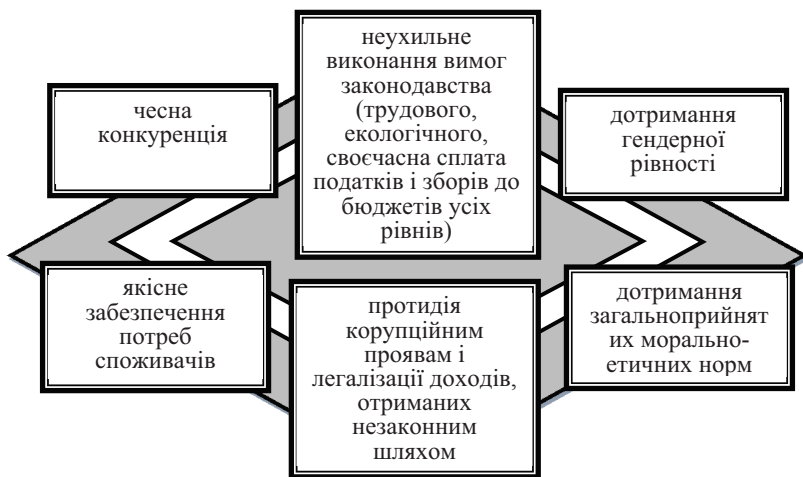 неухильне
виконання вимог
законодавства
(трудового,
екологічного,
своєчасна сплата
податків і зборів до
бюджетів усіх
рівнів)
чесна
конкуренція
дотримання
гендерної
рівності
якісне
забезпечення
потреб
споживачів
протидія
корупційним
проявам і
легалізації доходів,
отриманих
незаконним
шляхом
дотримання
загальноприйнят
их морально-
етичних норм